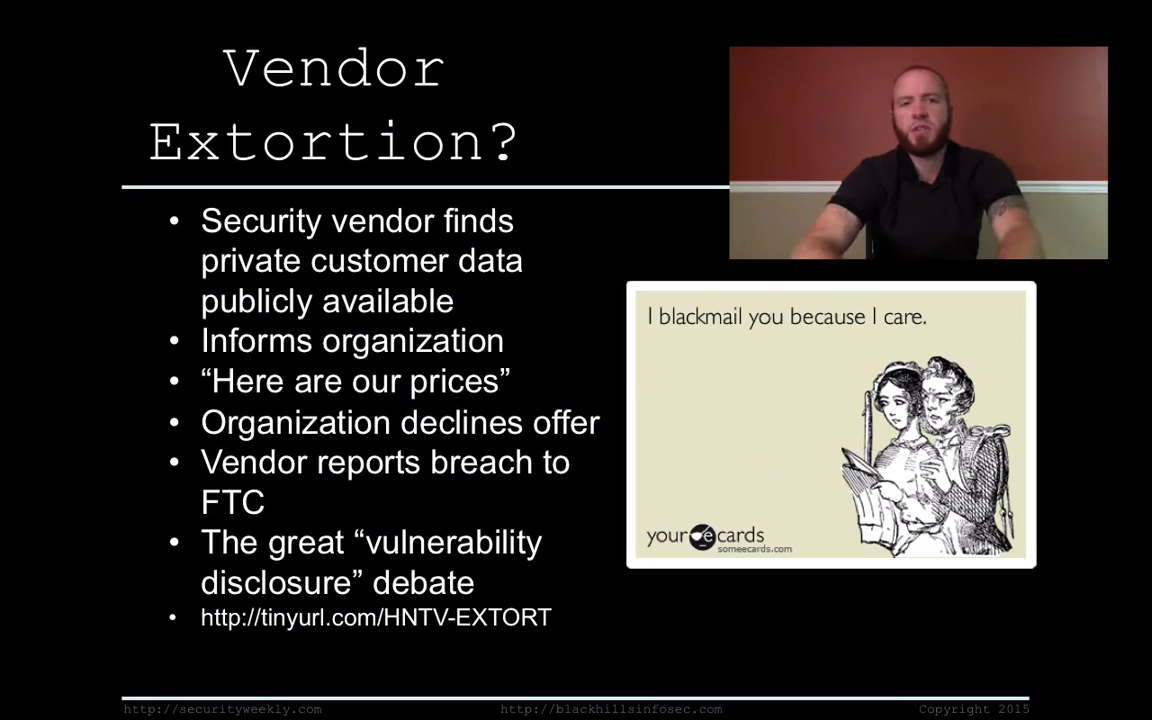 Vendor
Extortion?
• Security vendor finds
private customer data
publicly available
• Informs organization
• “Here are our prices”
• Organization declines offer
• Vendor reports breach to
FTC
• The great “vulnerability
disclosure” debate
• http://tinyurl.com/HNTV-EXTORT
I blackmail you because I care.
your e cards
someecards.com
http://securityweekly.com
http://blackhillsinfosec.com
Copyright 2015